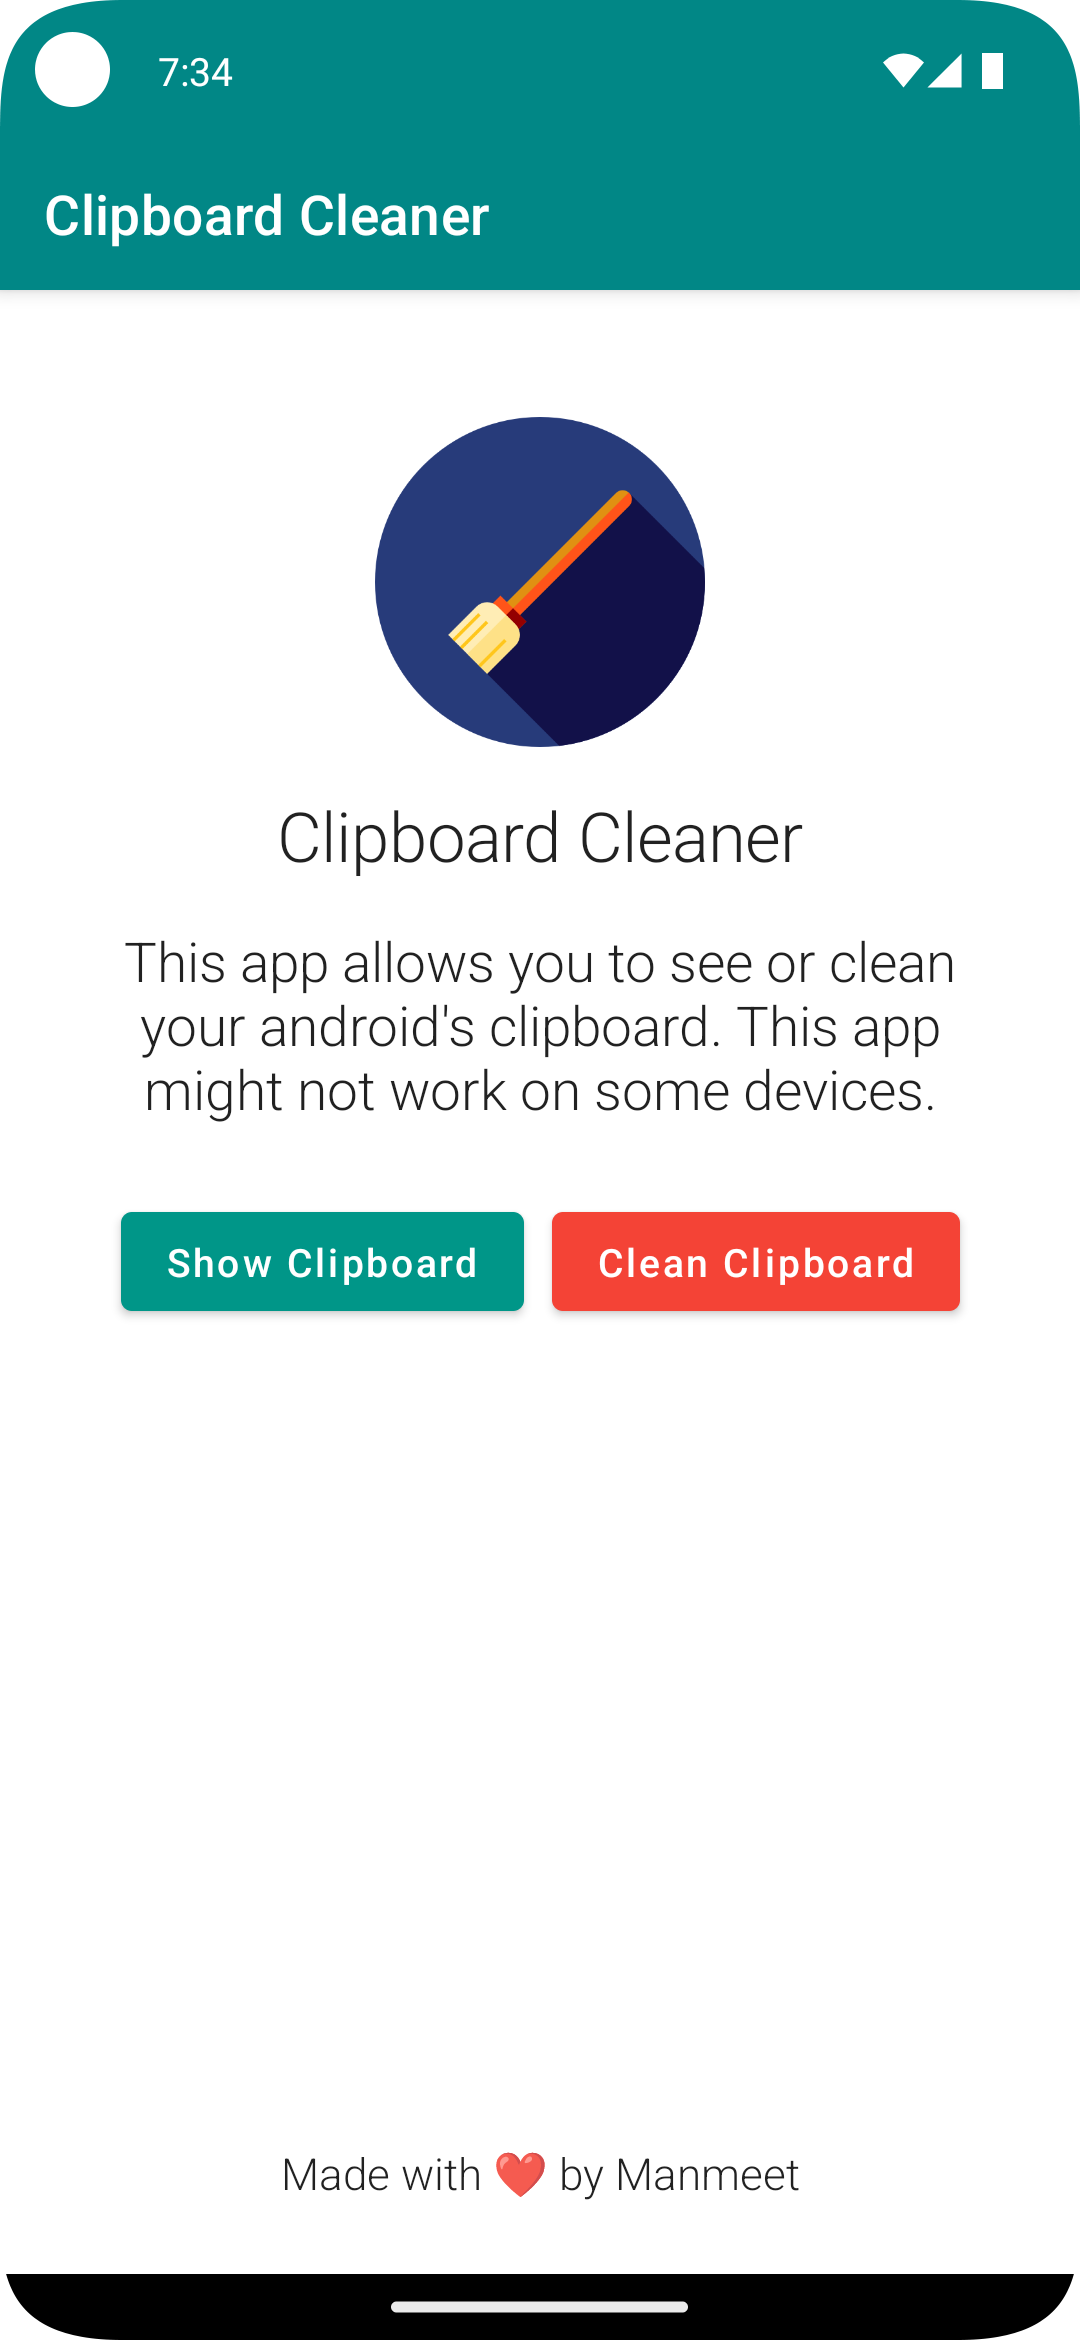 7:34
Clipboard Cleaner
Clipboard Cleaner
This app allows you to see or clean
your android's clipboard. This app
might not work on some devices.
Show Clipboard
Clean Clipboard
Made with ❤️ by Manmeet